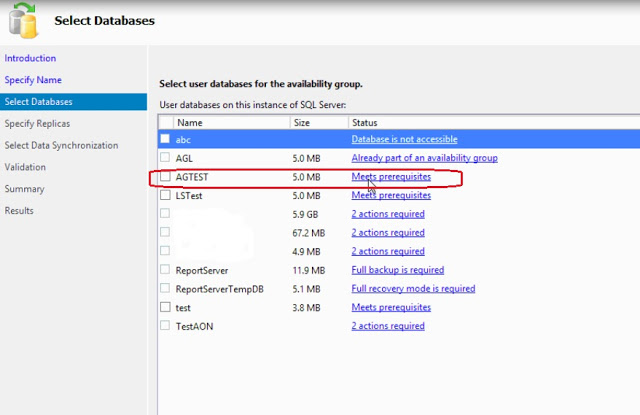 Select Databases
Introduction
Specify Name
Select Databases
Specify Replicas
Select Data Synchronization
Validation
Summary
Results
Select user databases for the availability group.
User databases on this instance of SQL Server:
Name Size Status
abc Database is not accessible
AGL 5.0 MB Already part of an availability group
AGTEST 5.0 MB Meets prerequisites
LSTest 5.0 MB Meets prerequisites
5.9 GB 2 actions required
67.2 MB 2 actions required
4.9 MB 2 actions required
ReportServer 11.9 MB Full backup is required
ReportServerTempDB 5.1 MB Full recovery mode is required
test 3.8 MB Meets prerequisites
TestAON 2 actions required